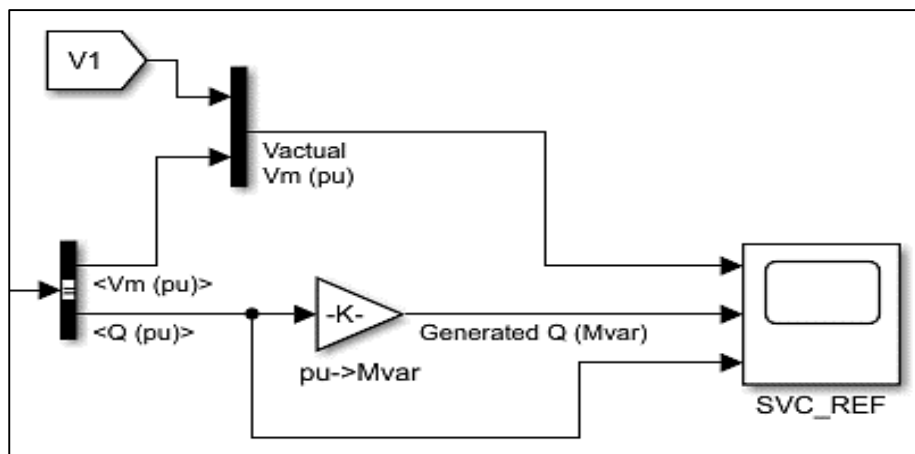 V1
Vactual
Vm (pu)
<Vm (pu)>
<Q (pu)>
-K-
Generated Q (Mvar)
pu->Mvar
SVC_REF